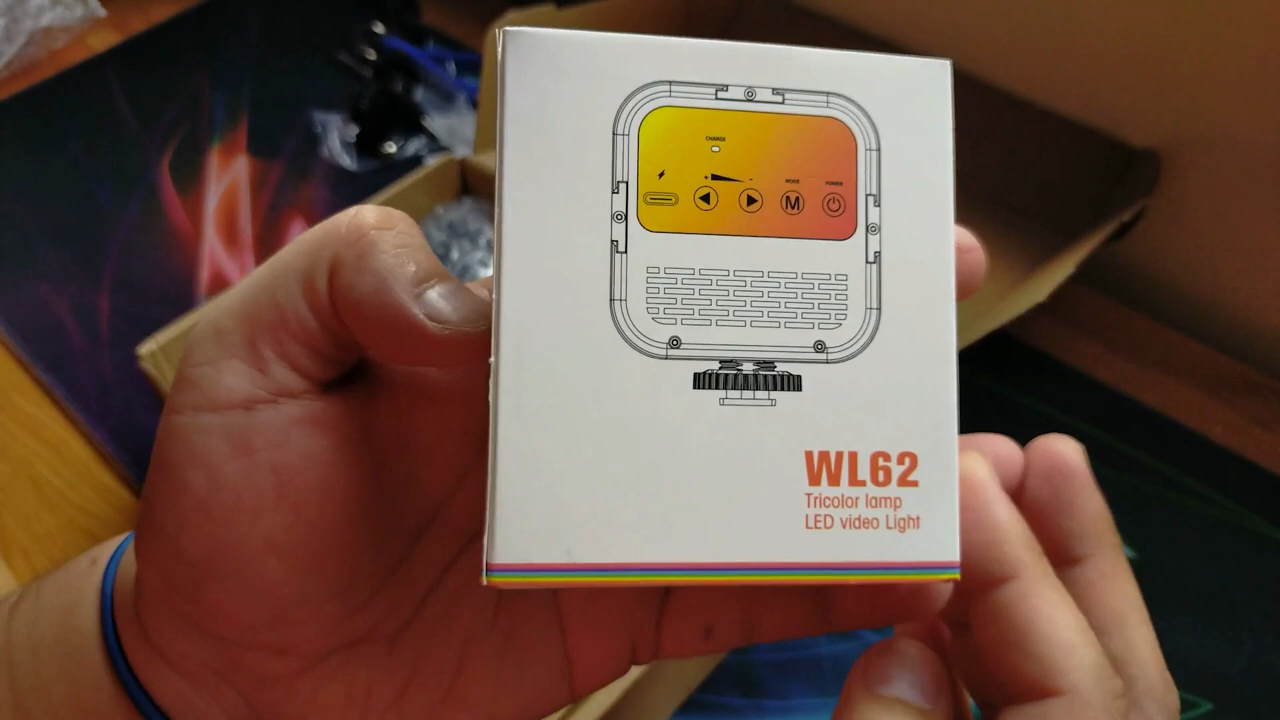 CHARGE
+ -
MODE
POWER
M
WL62
Tricolor lamp
LED video Light